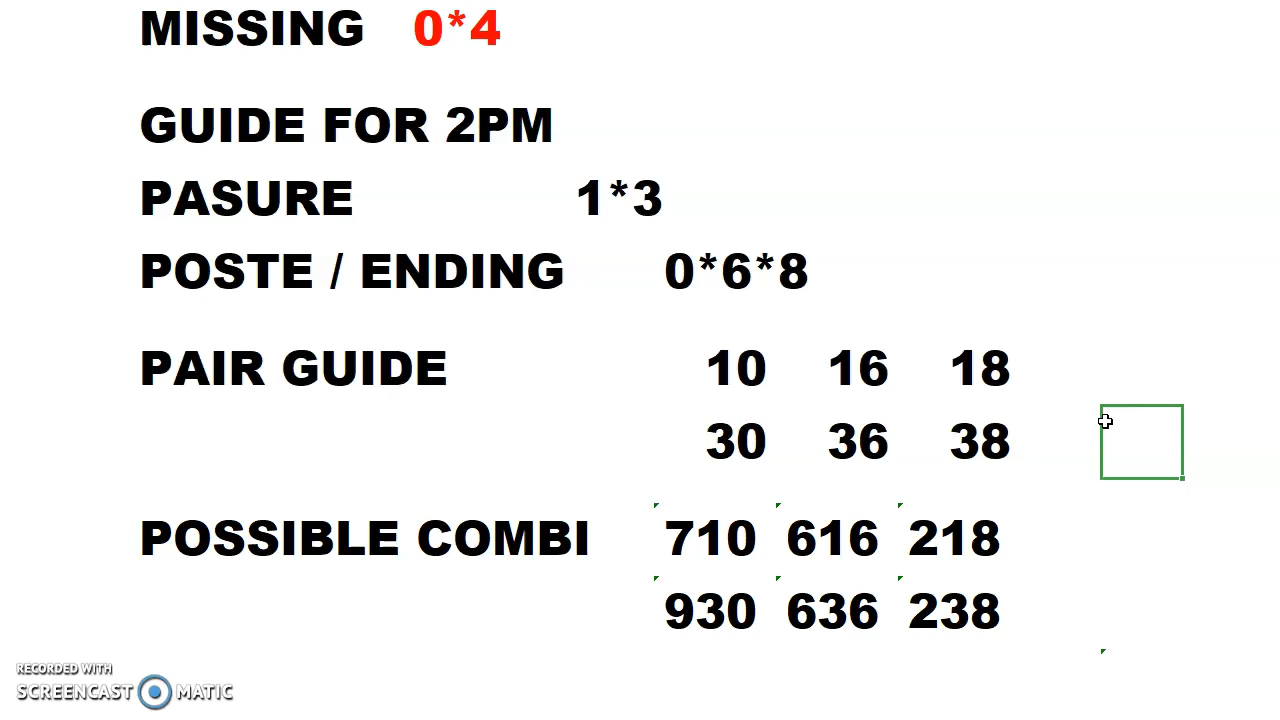 MISSING 0*4
GUIDE FOR 2PM
PASURE 1*3
POSTE / ENDING 0*6*8
PAIR GUIDE 10 16 18
30 36 38
POSSIBLE COMBI 710 616 218
930 636 238
RECORDED WITH
SCREENCAST MATIC